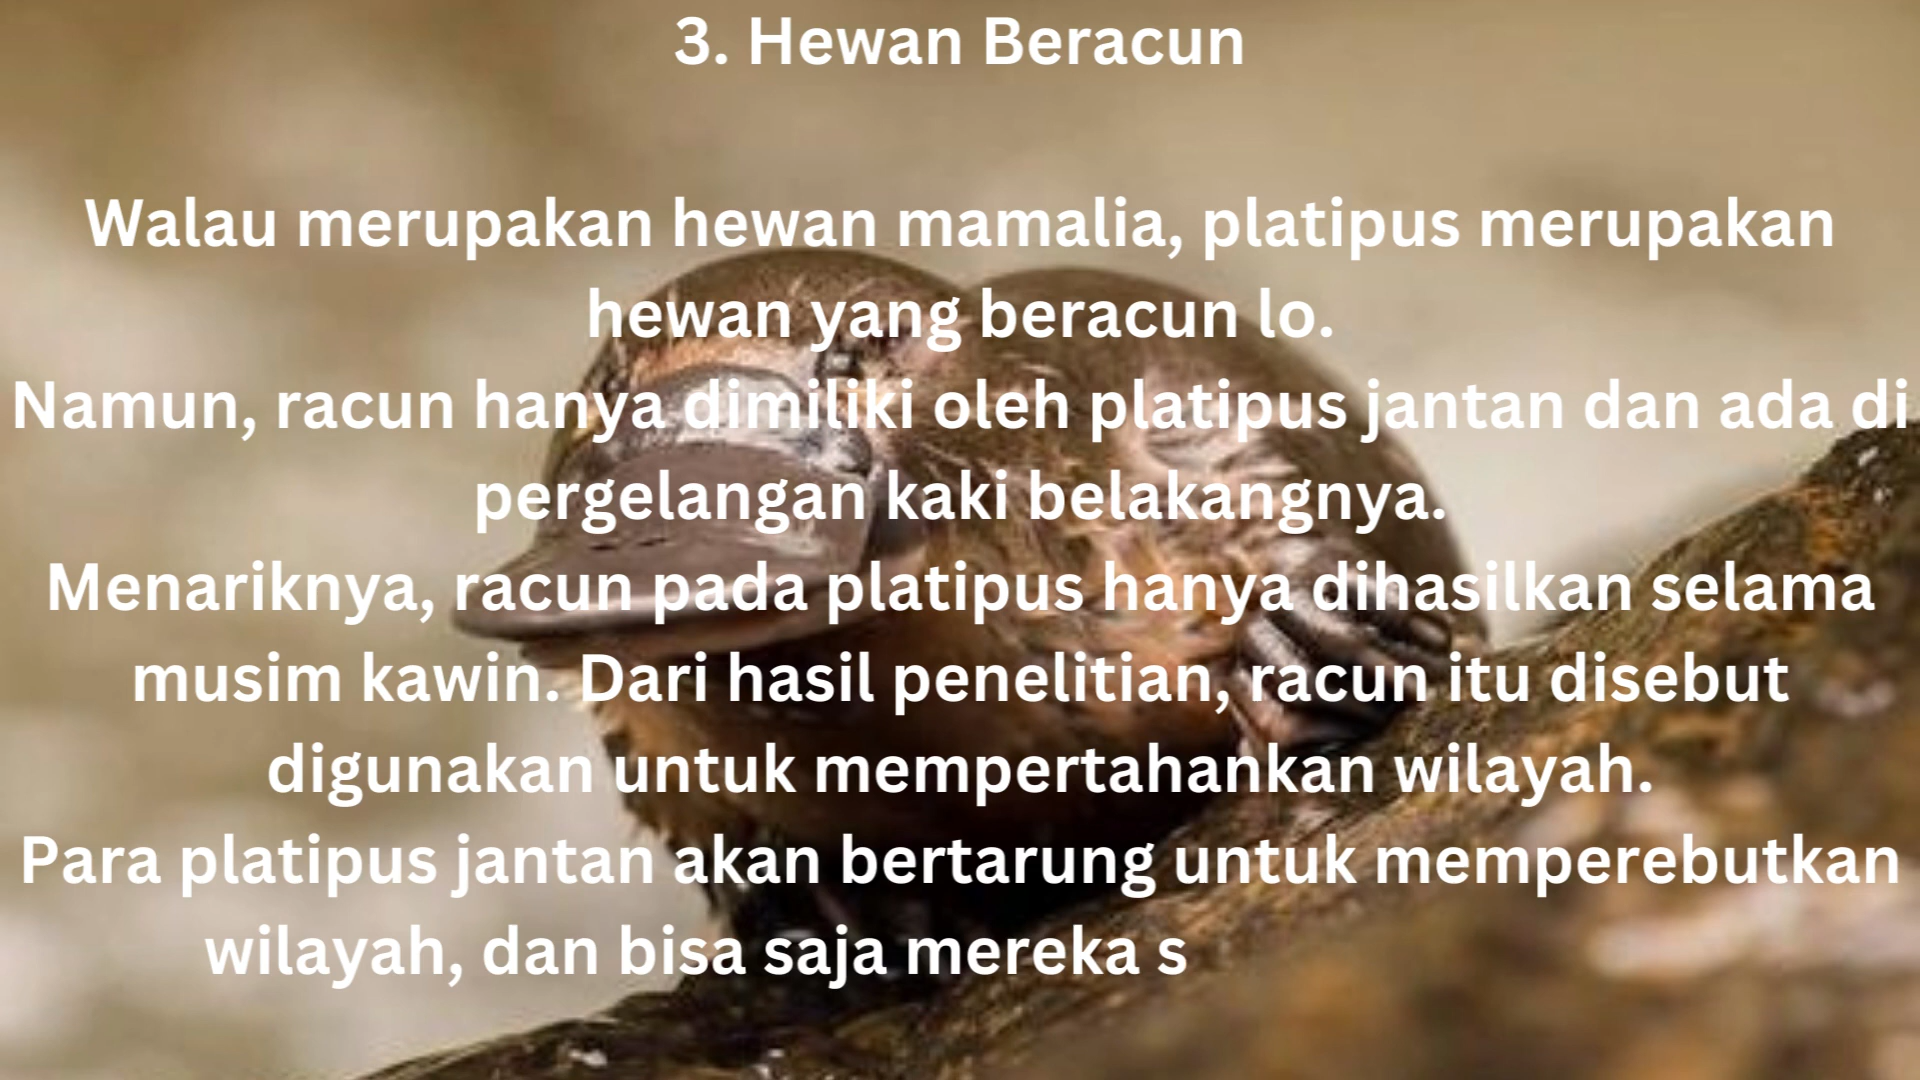 3. Hewan Beracun
Walau merupakan hewan mamalia, platipus merupakan
hewan yang beracun lo.
Namun, racun hanya dimiliki oleh platipus jantan dan ada di
pergelangan kaki belakangnya.
Menariknya, racun pada platipus hanya dihasilkan selama
musim kawin. Dari hasil penelitian, racun itu disebut
digunakan untuk mempertahankan wilayah.
Para platipus jantan akan bertarung untuk memperebutkan
wilayah, dan bisa saja mereka s